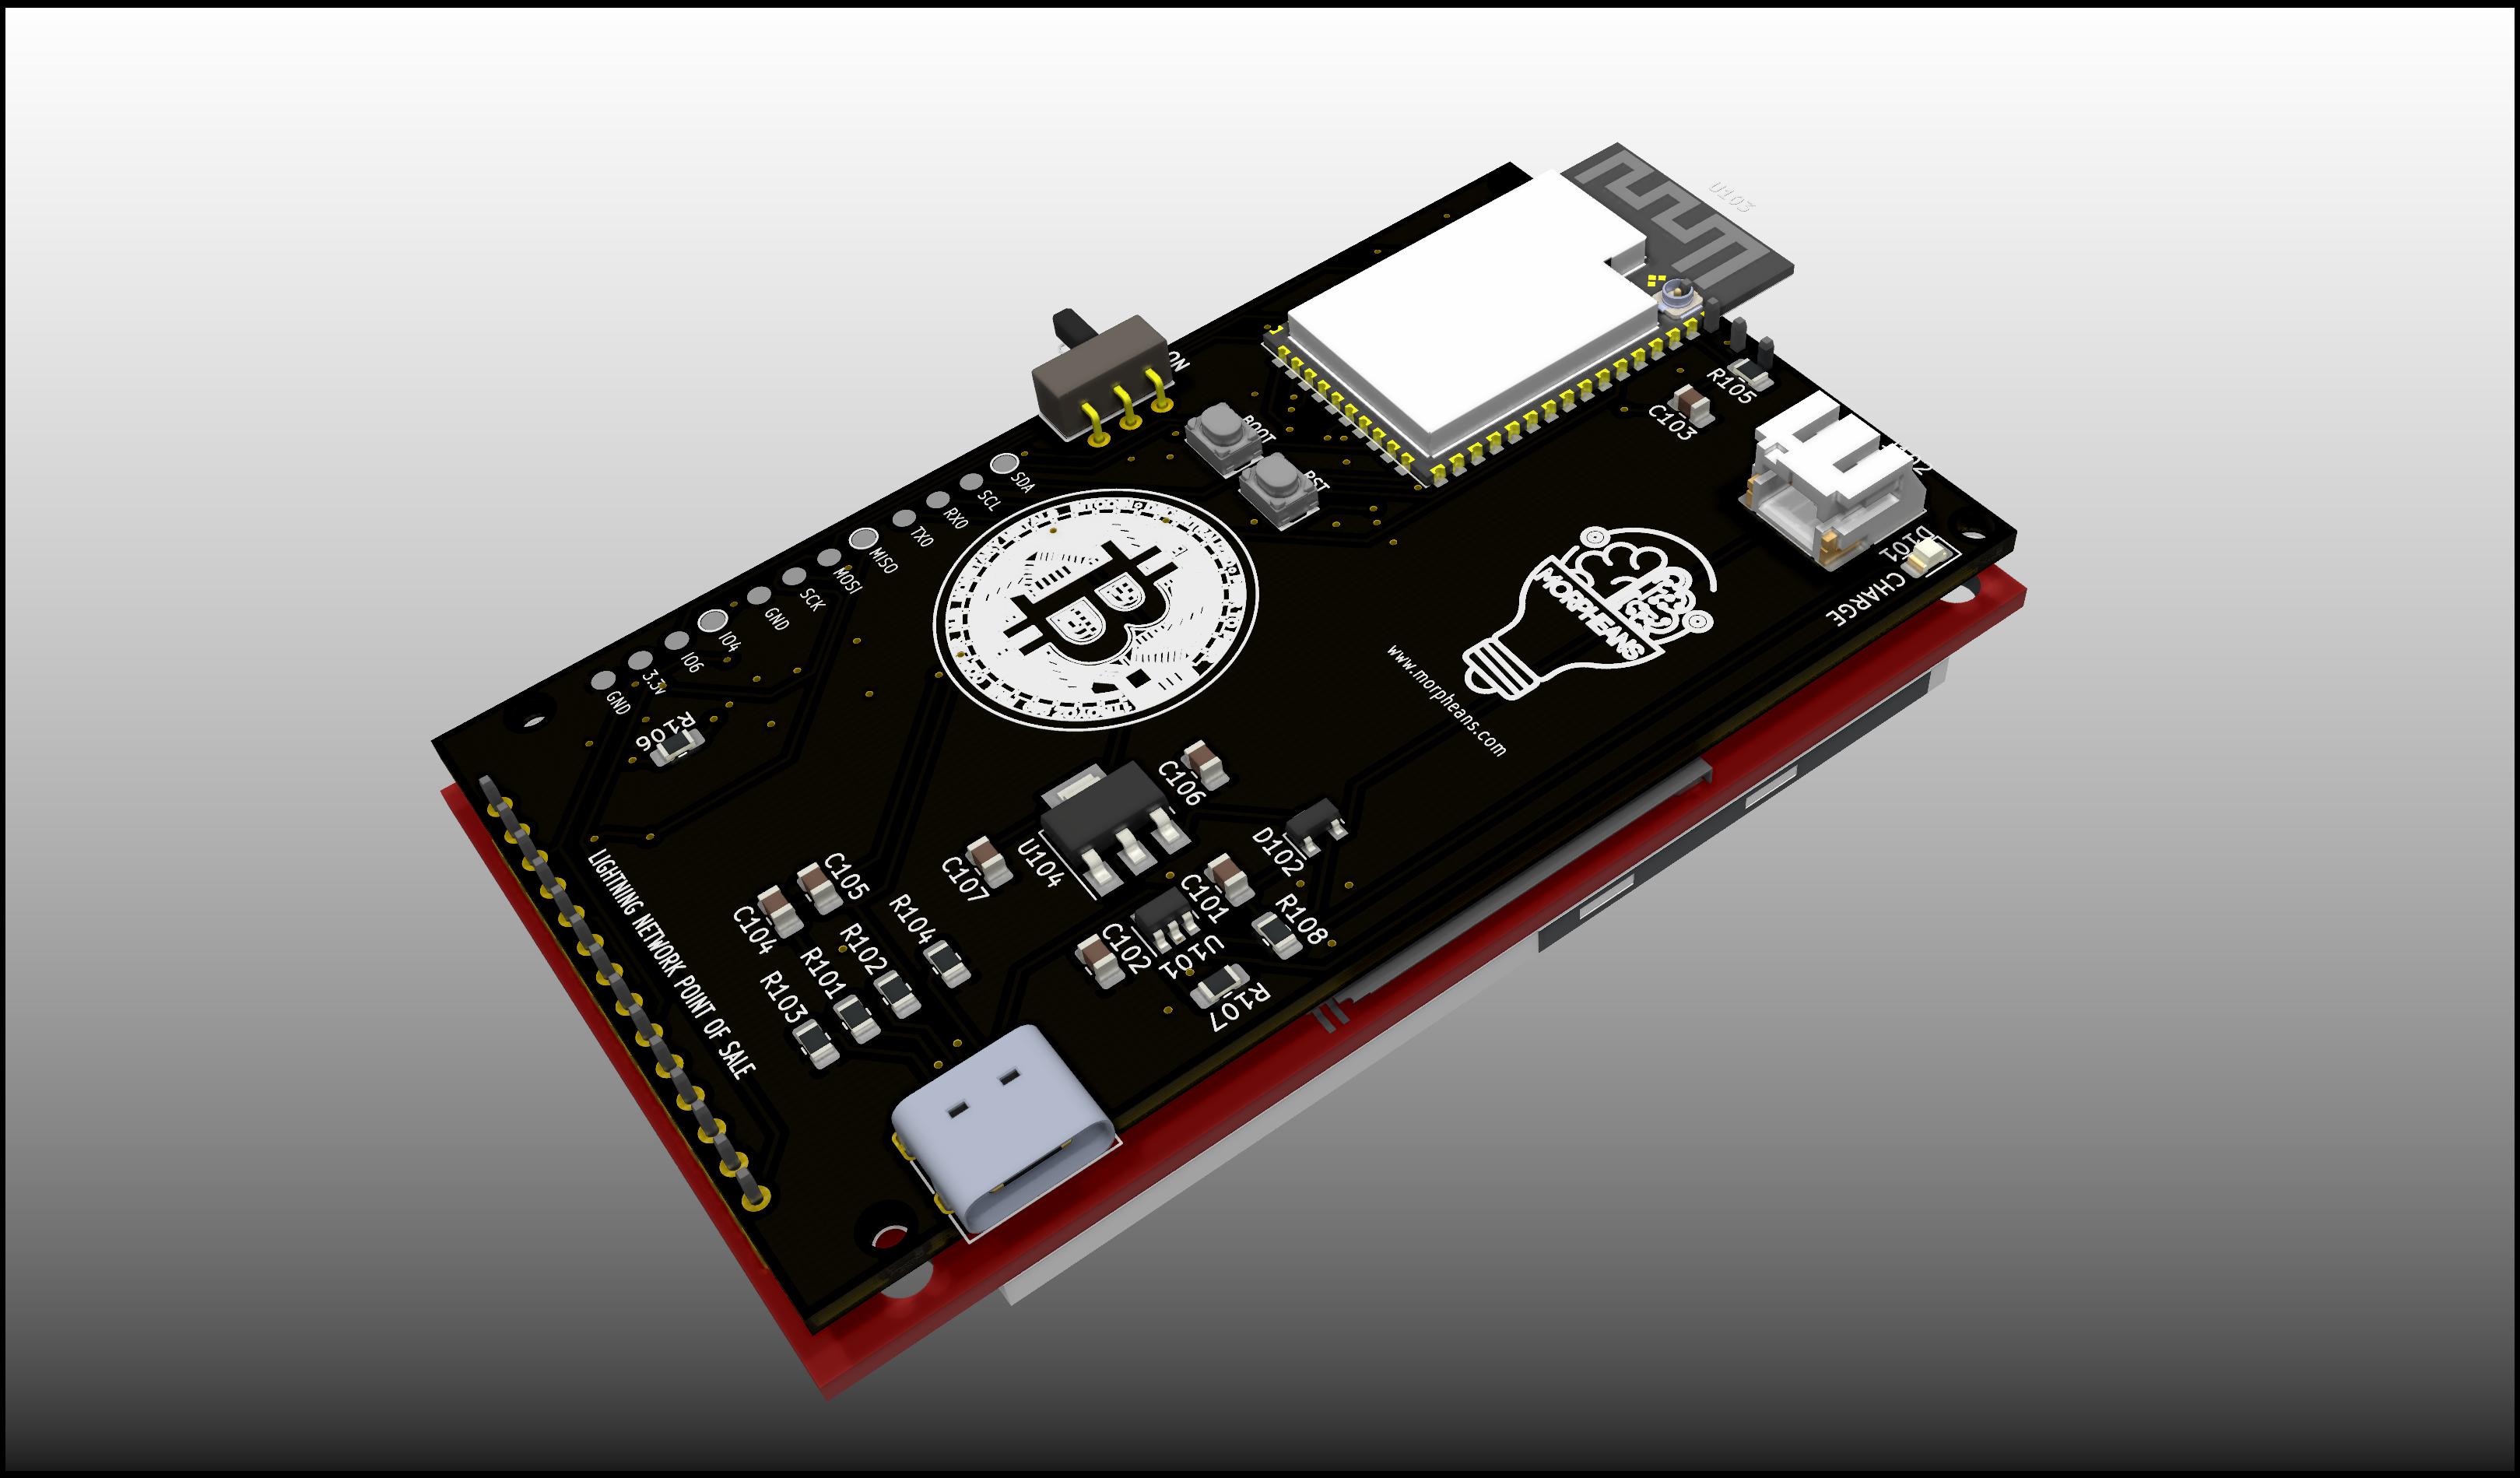 U103
ON
BOOT
RST
R105
C103
D101
CHARGE
SDA
SCL
RX0
TX0
MISO
MOSI
SCK
GND
IO4
IO6
3.3v
GND
R106
MORPHEANS
www.morpheans.com
C106
U104
C107
D102
C101
R108
U101
C102
R107
C105
C104
R104
R102
R101
R103
LIGHTNING NETWORK POINT OF SALE